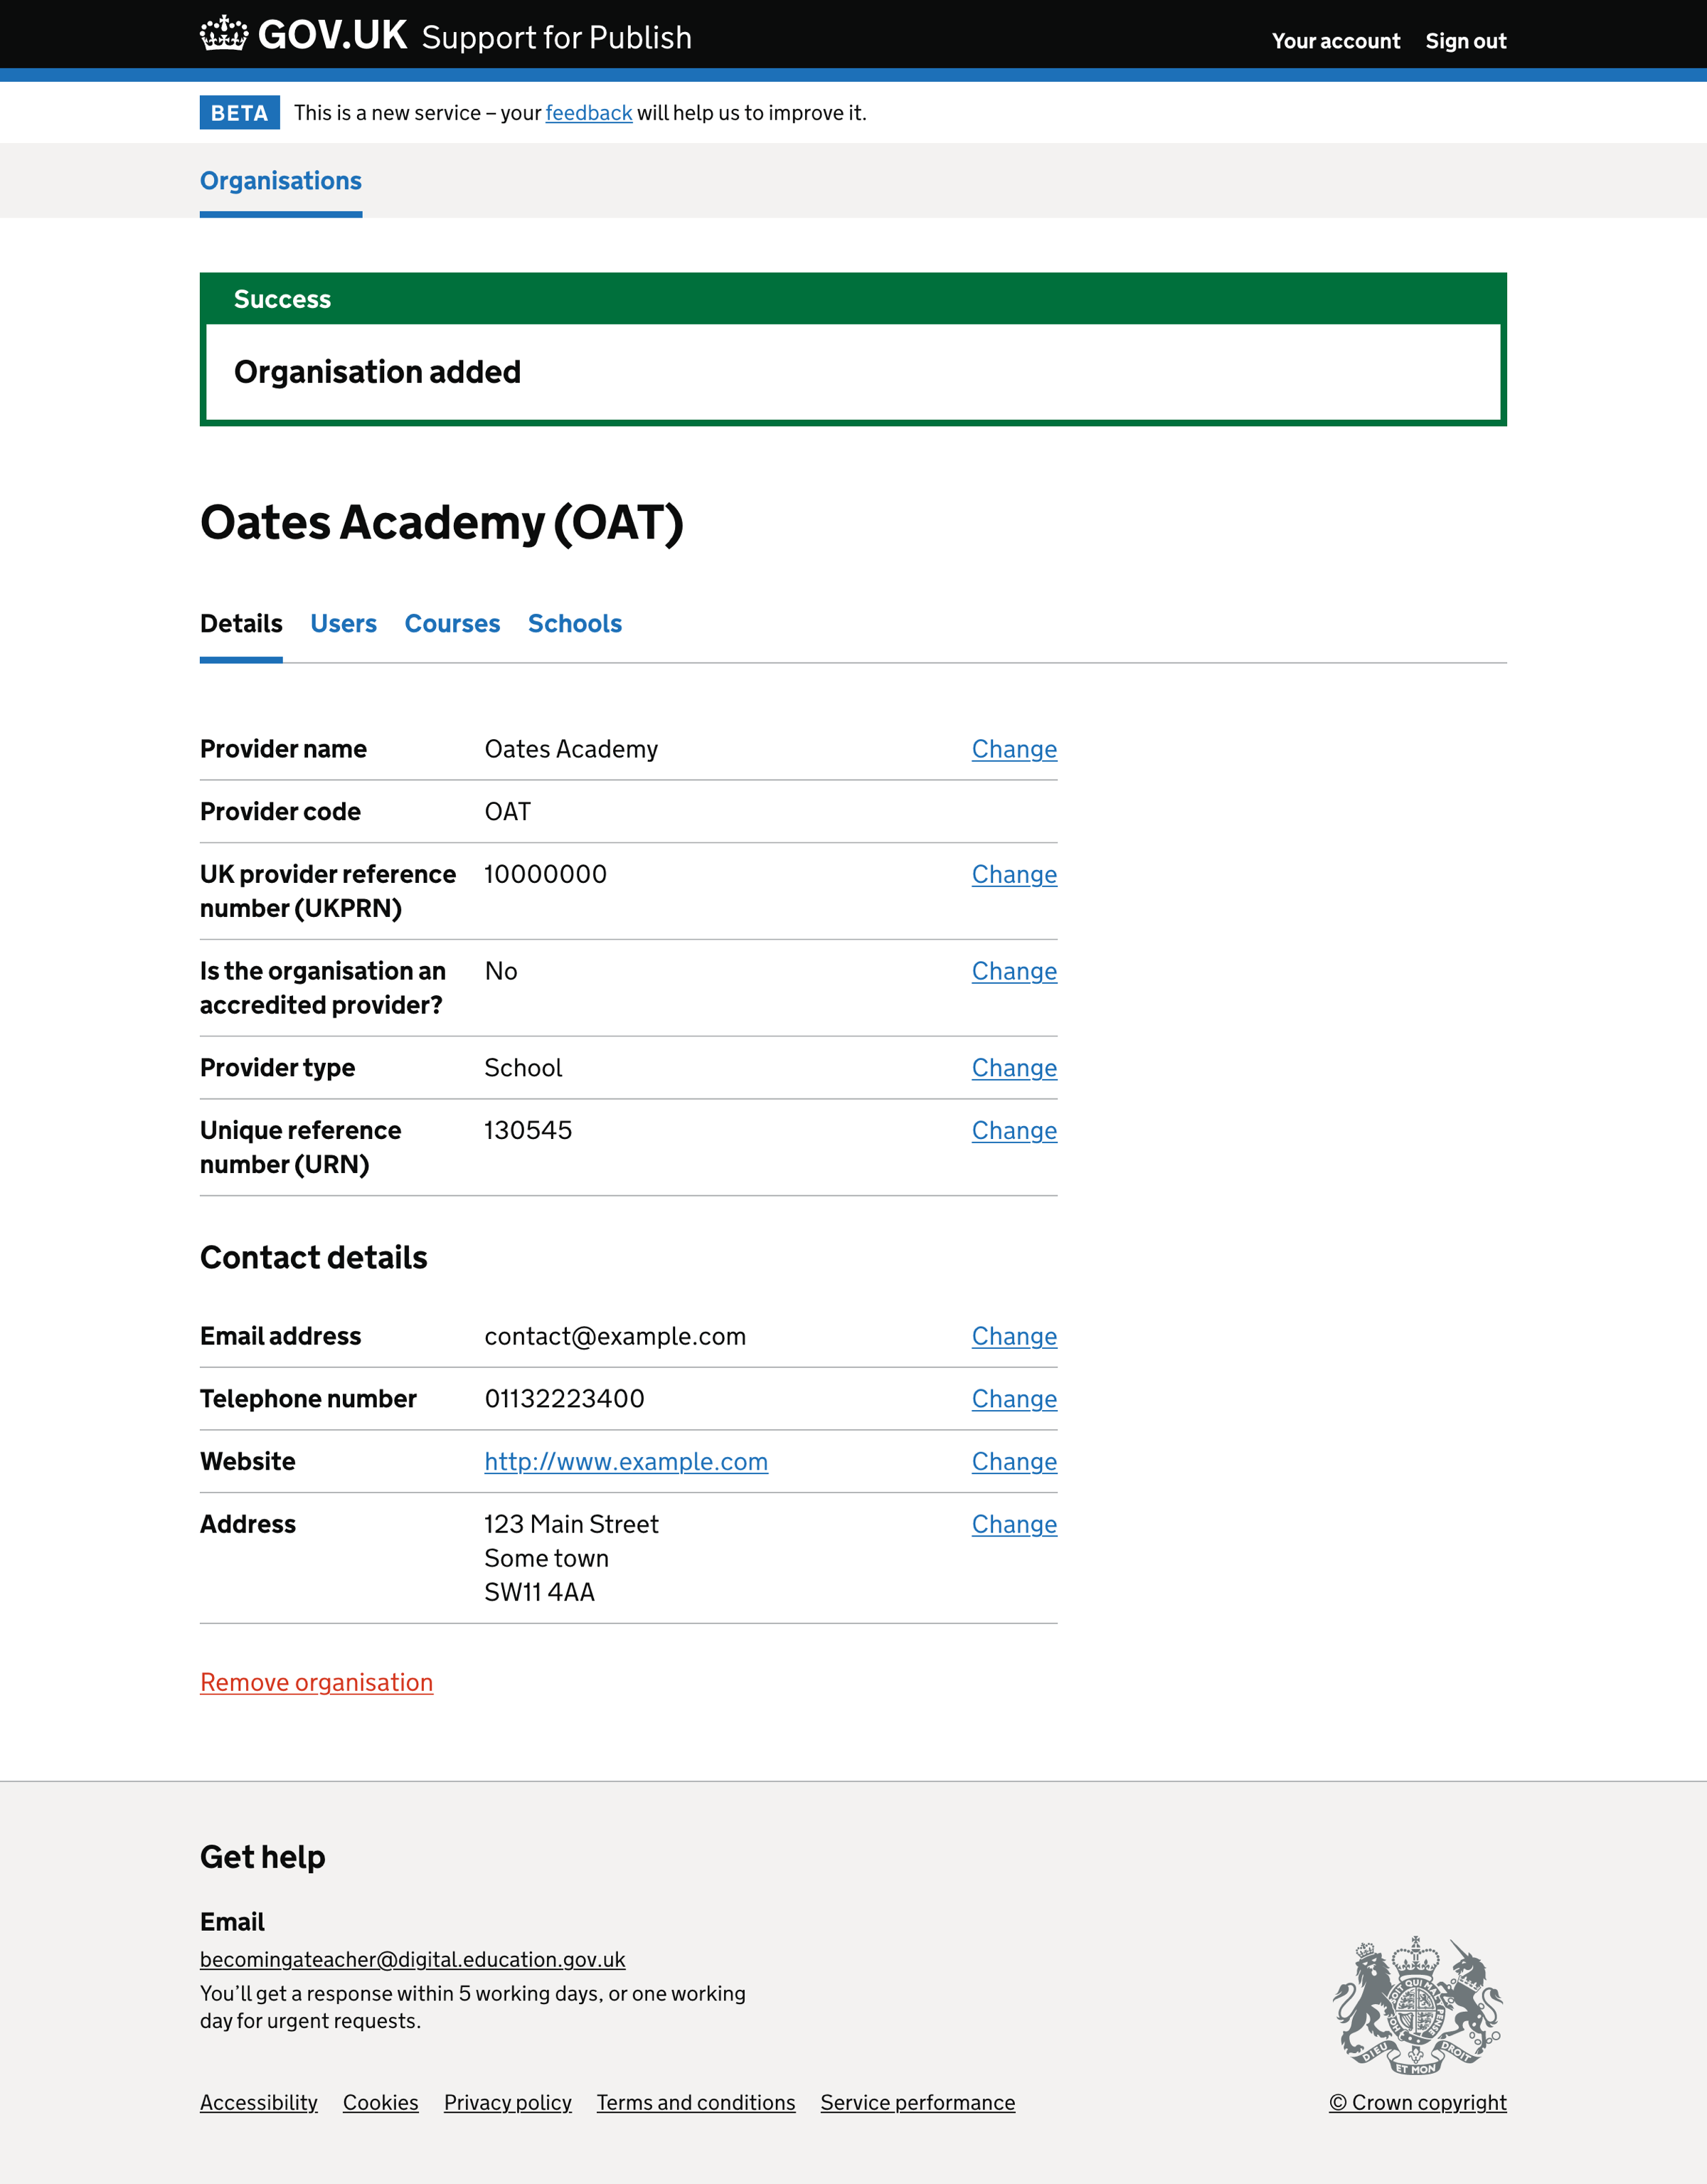 GOV.UK Support for Publish
Your account Sign out
BETA This is a new service – your feedback will help us to improve it.
Organisations
Success
Organisation added
Oates Academy (OAT)
Details Users Courses Schools
Provider name Oates Academy Change
Provider code OAT
UK provider reference number (UKPRN) 10000000 Change
Is the organisation an accredited provider? No Change
Provider type School Change
Unique reference number (URN) 130545 Change
Contact details
Email address contact@example.com Change
Telephone number 01132223400 Change
Website http://www.example.com Change
Address 123 Main Street Change
Some town
SW11 4AA
Remove organisation
Get help
Email
becomingateacher@digital.education.gov.uk
You’ll get a response within 5 working days, or one working
day for urgent requests.
DIEU ET MON DROIT
Accessibility Cookies Privacy policy Terms and conditions Service performance
© Crown copyright